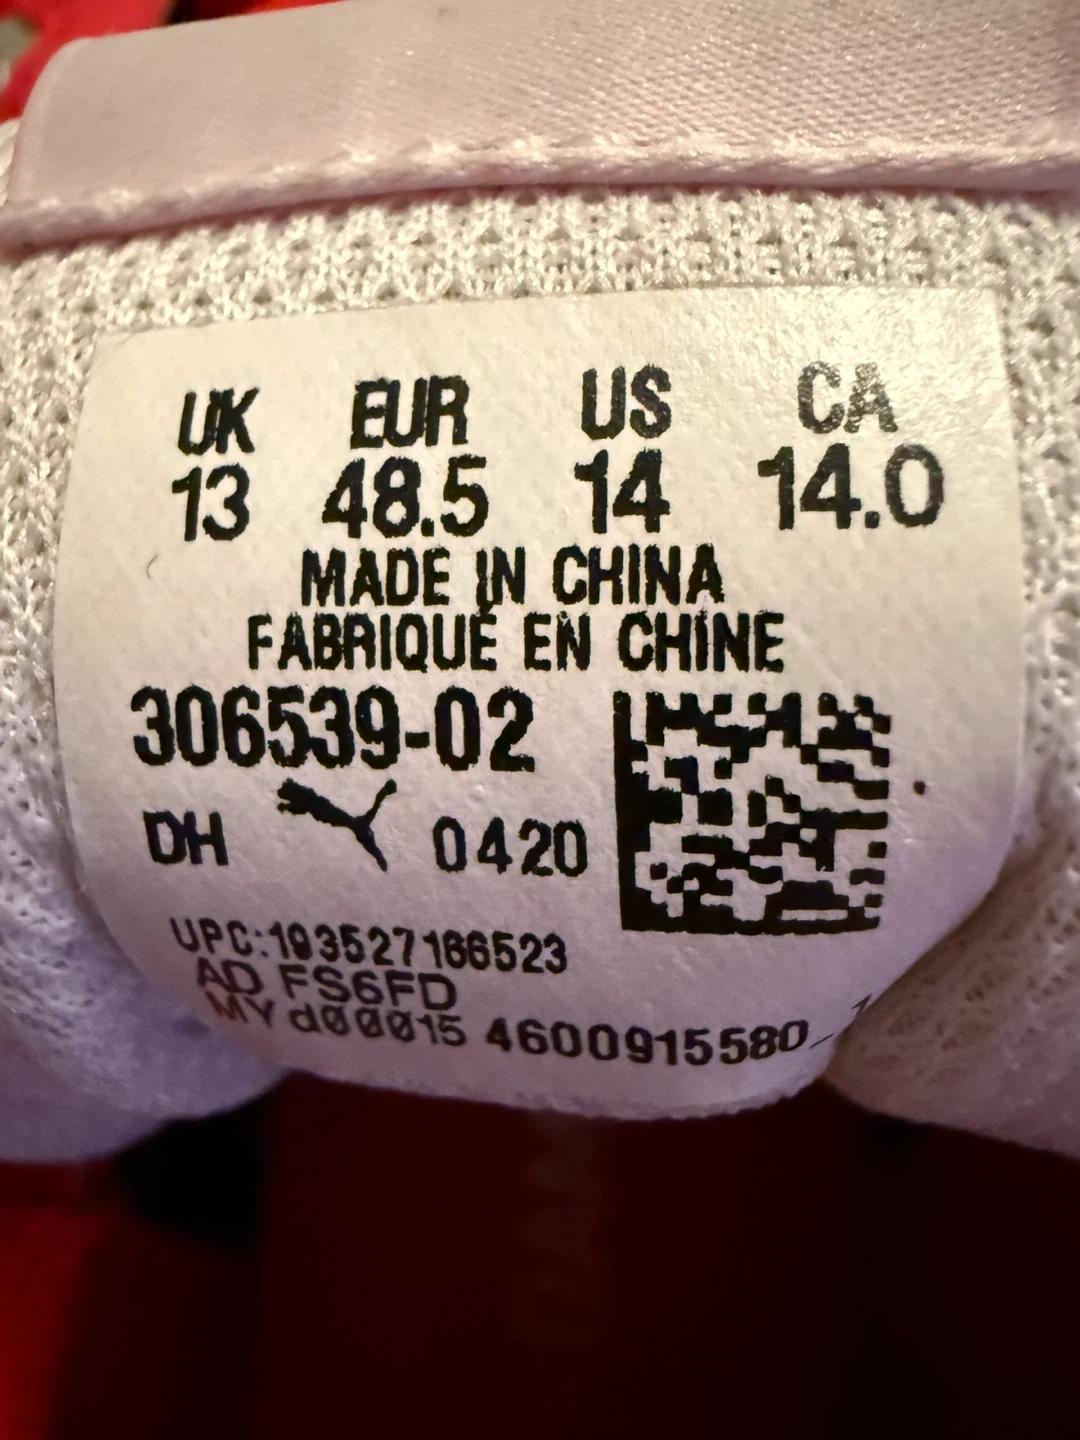 UK EUR US CA
13 48.5 14 14.0
MADE IN CHINA
FABRIQUÉ EN CHINE
306539-02
DH 0420
UPC:193527166523
AD FS6FD
MY d00015 4600915580_